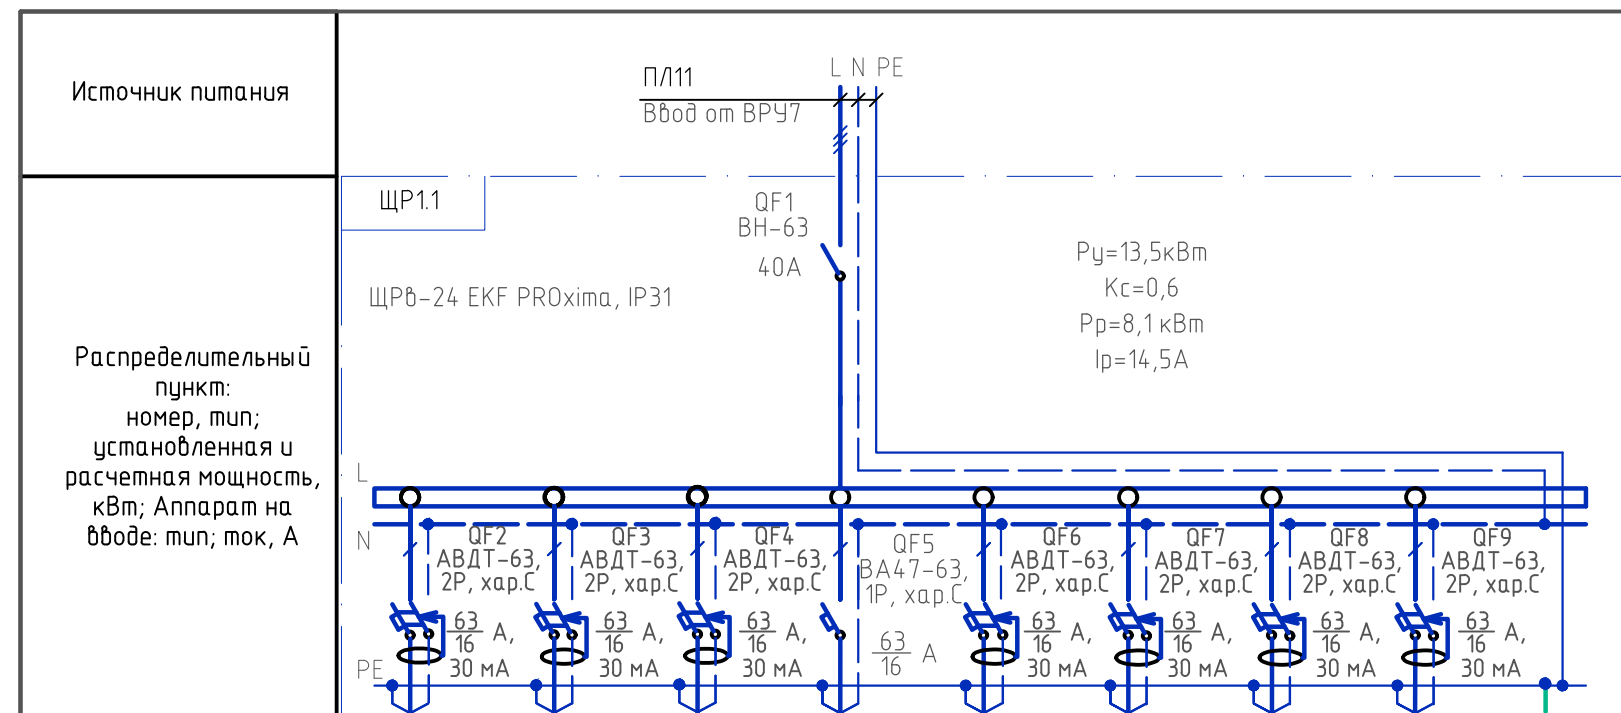 Источник питания
ПЛ11
L N PE
Ввод от ВРУ7
ЩР1.1
QF1
ВН-63
40А
ЩРв-24 EKF PROxima, IP31
Ру=13,5кВт
Кс=0,6
Рр=8,1 кВт
Iр=14,5А
Распределительный
пункт:
номер, тип;
установленная и
расчетная мощность,
кВт; Аппарат на
вводе: тип; ток, А
L
N
QF2
АВДТ-63,
2Р, хар.С
63
16
А,
30 мА
QF3
АВДТ-63,
2Р, хар.С
63
16
А,
30 мА
QF4
АВДТ-63,
2Р, хар.С
63
16
А,
30 мА
QF5
ВА47-63,
1Р, хар.С
63
16
А
QF6
АВДТ-63,
2Р, хар.С
63
16
А,
30 мА
QF7
АВДТ-63,
2Р, хар.С
63
16
А,
30 мА
QF8
АВДТ-63,
2Р, хар.С
63
16
А,
30 мА
QF9
АВДТ-63,
2Р, хар.С
63
16
А,
30 мА
PE